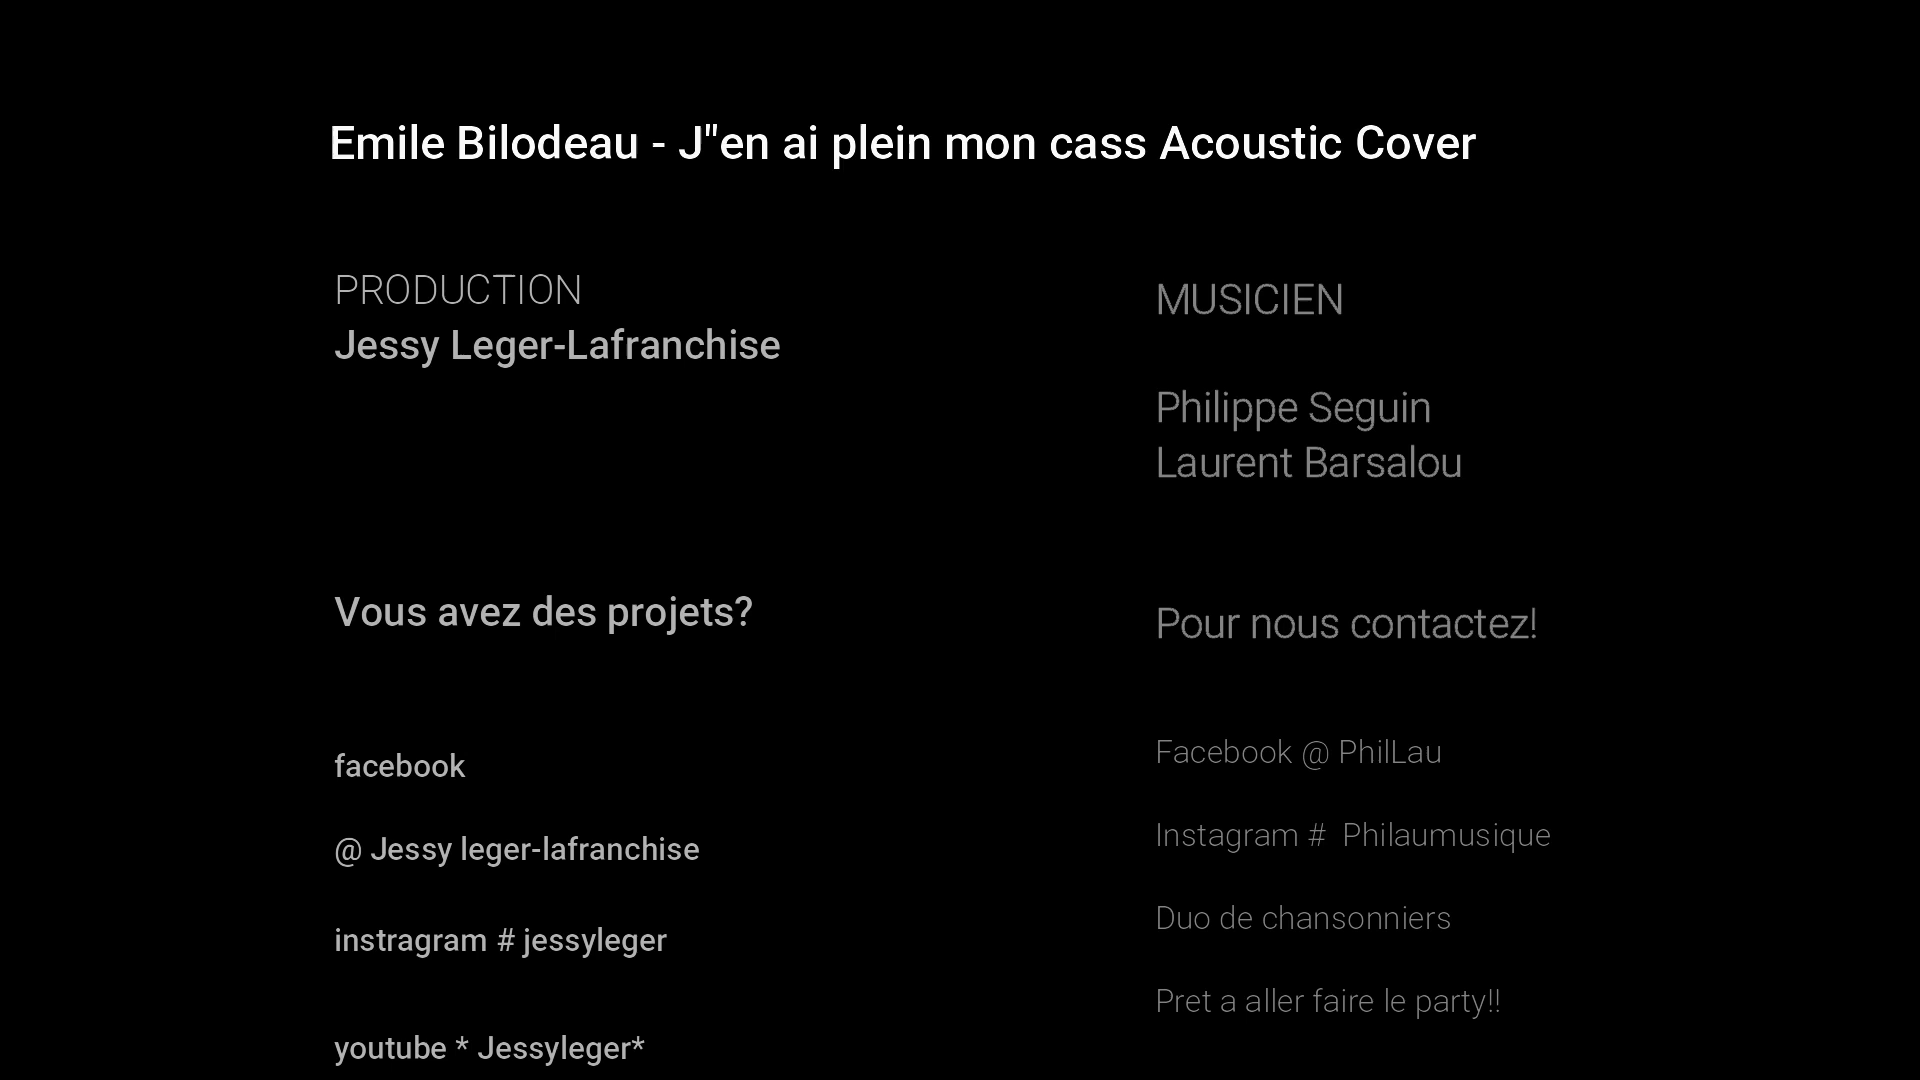 Emile Bilodeau - J"en ai plein mon cass Acoustic Cover
PRODUCTION
Jessy Leger-Lafranchise
MUSICIEN
Philippe Seguin
Laurent Barsalou
Vous avez des projets?
facebook
@ Jessy leger-lafranchise
instragram # jessyleger
youtube * Jessyleger*
Pour nous contactez!
Facebook @ PhilLau
Instagram #  Philaumusique
Duo de chansonniers
Pret a aller faire le party!!